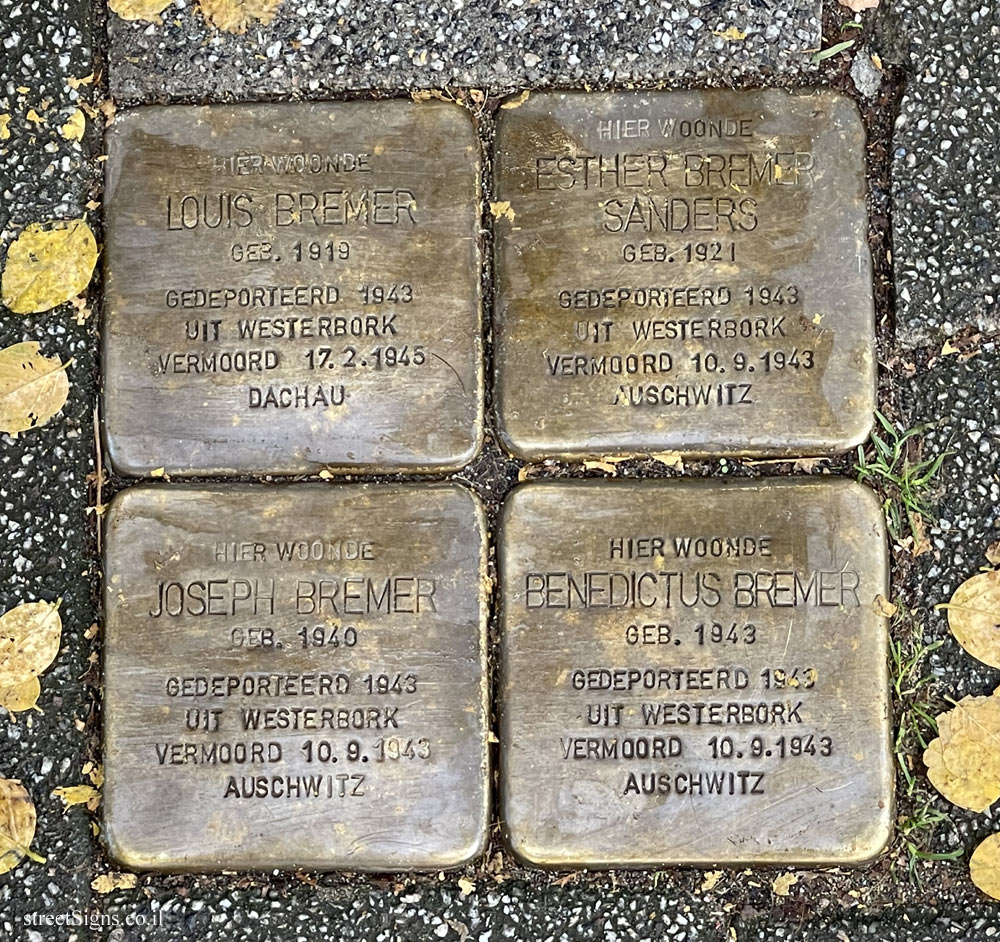 HIER WOONDE
LOUIS BREMER
GEB. 1919
GEDEPORTEERD 1943
UIT WESTERBORK
VERMOORD 17.2.1945
DACHAU
HIER WOONDE
ESTHER BREMER
SANDERS
GEB. 1921
GEDEPORTEERD 1943
UIT WESTERBORK
VERMOORD 10.9.1943
AUSCHWITZ
HIER WOONDE
JOSEPH BREMER
GEB. 1940
GEDEPORTEERD 1943
UIT WESTERBORK
VERMOORD 10.9.1943
AUSCHWITZ
HIER WOONDE
BENEDICTUS BREMER
GEB. 1943
GEDEPORTEERD 1943
UIT WESTERBORK
VERMOORD 10.9.1943
AUSCHWITZ
streetSigns.co.il